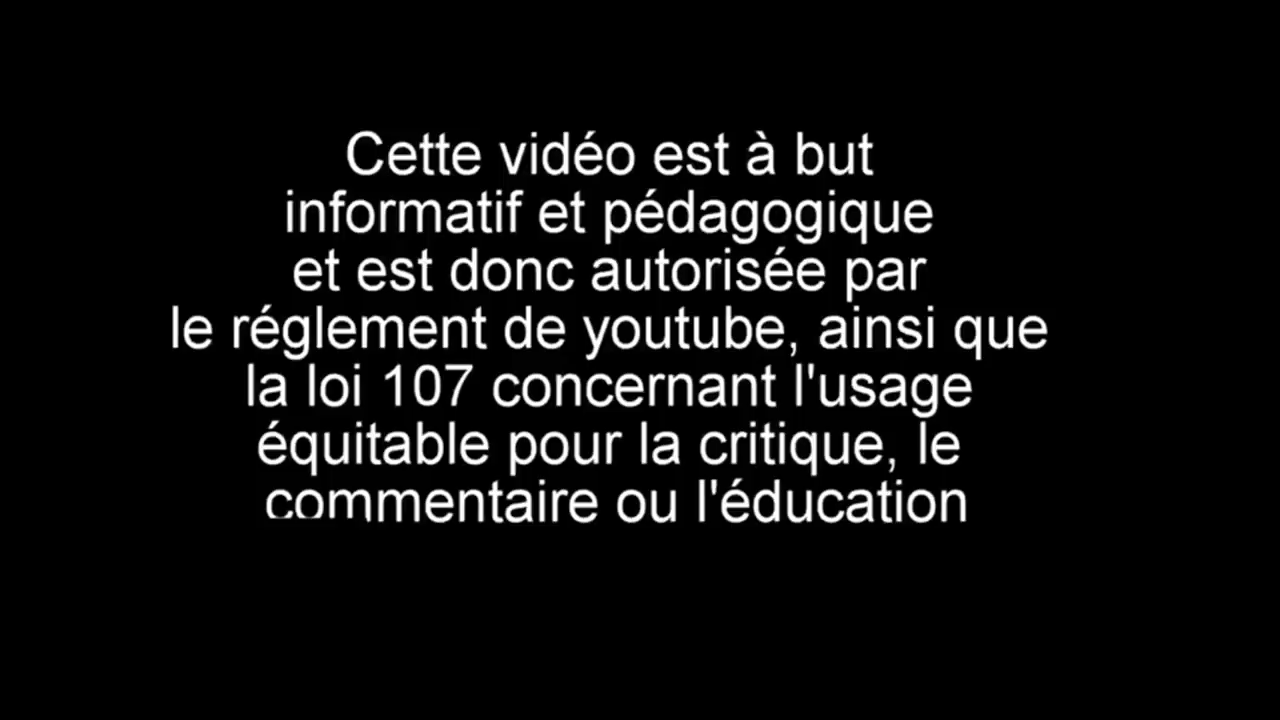 Cette vidéo est à but
informatif et pédagogique
et est donc autorisée par
le réglement de youtube, ainsi que
la loi 107 concernant l'usage
équitable pour la critique, le
commentaire ou l'éducation